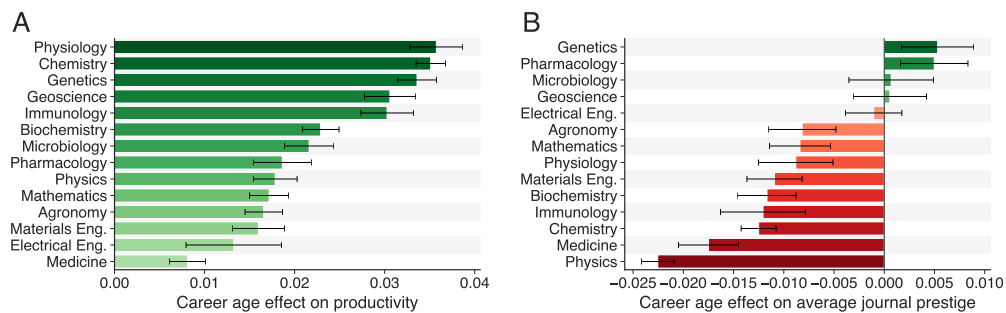 A
Physiology
Chemistry
Genetics
Geoscience
Immunology
Biochemistry
Microbiology
Pharmacology
Physics
Mathematics
Agronomy
Materials Eng.
Electrical Eng.
Medicine
0.00 0.01 0.02 0.03 0.04
Career age effect on productivity
B
Genetics
Pharmacology
Microbiology
Geoscience
Electrical Eng.
Agronomy
Mathematics
Physiology
Materials Eng.
Biochemistry
Immunology
Chemistry
Medicine
Physics
−0.025 −0.020 −0.015 −0.010 −0.005 0.000 0.005 0.010
Career age effect on average journal prestige